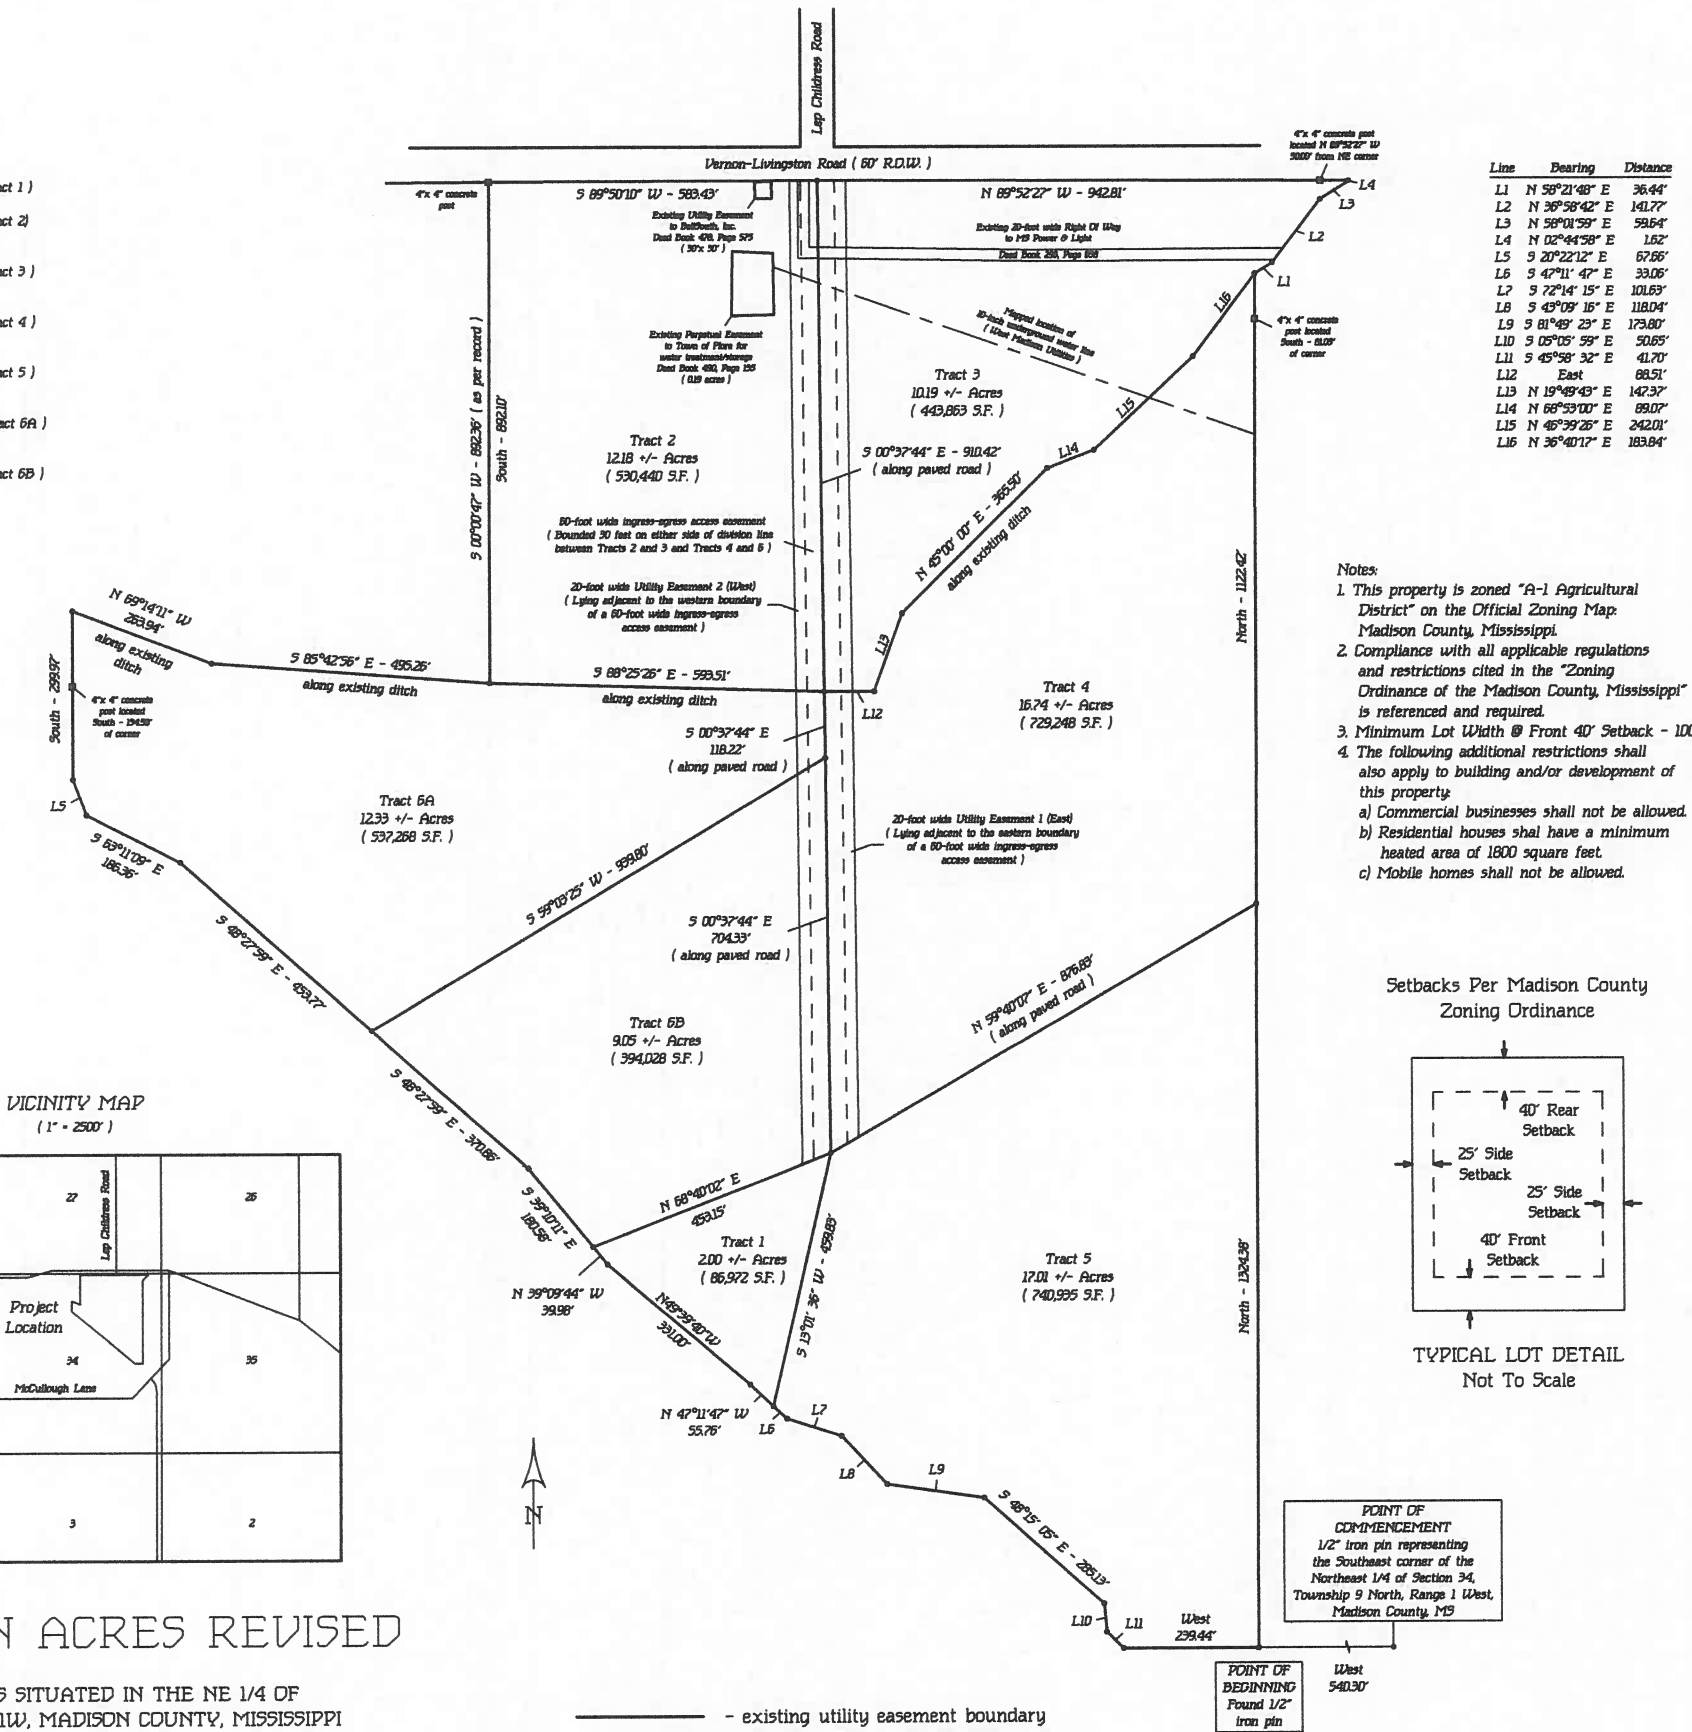 Lap Childress Road
Vernon-Livingston Road ( 60' R.O.W. )
4"x 4" concrete post
located N 89°52'27" W
30.00' from NE corner
4"x 4" concrete
post
S 89°50'10" W - 583.43'
N 89°52'27" W - 942.81'
L4
L3
L2
L1
L16
Existing Utility Easement
to BellSouth, Inc.
Deed Book 478, Page 575
( 30'x 30' )
Existing 20-foot wide Right Of Way
to MS Power & Light
Existing Perpetual Easement
to Town of Flora for
water treatment/storage
Deed Book 490, Page 155
( 0.19 acres )
Mapped location of
10-inch underground water line
( West Madison Utilities )
4"x 4" concrete
post located
South - 81.03'
of corner
S 00°00'47" W - 892.36' ( as per record )
South - 892.10'
Tract 2
12.18 +/- Acres
( 530,440 S.F. )
Tract 3
10.19 +/- Acres
( 443,863 S.F. )
L15
L14
S 00°37'44" E - 910.42'
( along paved road )
N 45°00' 00" E - 365.50'
along existing ditch
60-foot wide ingress-egress access easement
( Bounded 30 feet on either side of division line
between Tracts 2 and 3 and Tracts 4 and 6 )
20-foot wide Utility Easement 2 (West)
( Lying adjacent to the western boundary
of a 60-foot wide ingress-egress
access easement )
North - 1122.42'
L13
L12
N 69°14'11" W
263.94'
along existing
ditch
S 85°42'56" E - 495.26'
along existing ditch
S 88°25'26" E - 593.51'
along existing ditch
South - 299.97'
4"x 4" concrete
post located
South - 134.50'
of corner
L5
S 00°37'44" E
118.22'
( along paved road )
Tract 4
16.74 +/- Acres
( 729,248 S.F. )
Tract 6A
12.33 +/- Acres
( 537,268 S.F. )
S 63°11'09" E
186.36'
S 59°03'25" W - 939.80'
20-foot wide Utility Easement 1 (East)
( Lying adjacent to the eastern boundary
of a 60-foot wide ingress-egress
access easement )
S 48°27'59" E - 453.77'
S 00°37'44" E
704.33'
( along paved road )
N 59°40'07" E - 876.83'
( along paved road )
Tract 6B
9.05 +/- Acres
( 394,028 S.F. )
S 48°27'59" E - 370.86'
S 39°10'11" E
180.58'
N 68°40'02" E
453.15'
Tract 1
2.00 +/- Acres
( 86,972 S.F. )
S 13°01' 36" W - 459.83'
Tract 5
17.01 +/- Acres
( 740,935 S.F. )
North - 1324.38'
N 39°09'44" W
39.98'
N49°39'40"W
331.00'
N 47°11'47" W
55.76'
L6
L7
L8
L9
S 48°15' 05" E - 285.13'
L10
L11
West
239.44'
West
540.30'
POINT OF
COMMENCEMENT
1/2" iron pin representing
the Southeast corner of the
Northeast 1/4 of Section 34,
Township 9 North, Range 1 West,
Madison County, MS
POINT OF
BEGINNING
Found 1/2"
iron pin
N
- existing utility easement boundary
ct 1 )
ct 2)
ct 3 )
ct 4 )
ct 5 )
ct 6A )
ct 6B )
Line Bearing Distance
L1 N 58°21'48" E 36.44'
L2 N 36°58'42" E 141.77'
L3 N 58°01'59" E 59.64'
L4 N 02°44'58" E 1.62'
L5 S 20°22'12" E 67.66'
L6 S 47°11' 47" E 33.06'
L7 S 72°14' 15" E 101.63'
L8 S 43°09' 16" E 118.04'
L9 S 81°49' 23" E 173.80'
L10 S 05°05' 59" E 50.65'
L11 S 45°58' 32" E 41.70'
L12 East 88.51'
L13 N 19°49'43" E 147.37'
L14 N 68°53'00" E 89.07'
L15 N 46°39'26" E 242.01'
L16 N 36°40'17" E 183.84'
Notes:
1. This property is zoned "A-1 Agricultural
District" on the Official Zoning Map:
Madison County, Mississippi.
2. Compliance with all applicable regulations
and restrictions cited in the "Zoning
Ordinance of the Madison County, Mississippi"
is referenced and required.
3. Minimum Lot Width @ Front 40' Setback - 100
4. The following additional restrictions shall
also apply to building and/or development of
this property:
a) Commercial businesses shall not be allowed.
b) Residential houses shal have a minimum
heated area of 1800 square feet.
c) Mobile homes shall not be allowed.
Setbacks Per Madison County
Zoning Ordinance
40' Rear
Setback
25' Side
Setback
25' Side
Setback
40' Front
Setback
TYPICAL LOT DETAIL
Not To Scale
VICINITY MAP
( 1" = 2500' )
27
Lap Childress Road
26
Project
Location
34
35
McCullough Lane
3
2
N ACRES REVISED
S SITUATED IN THE NE 1/4 OF
1W, MADISON COUNTY, MISSISSIPPI